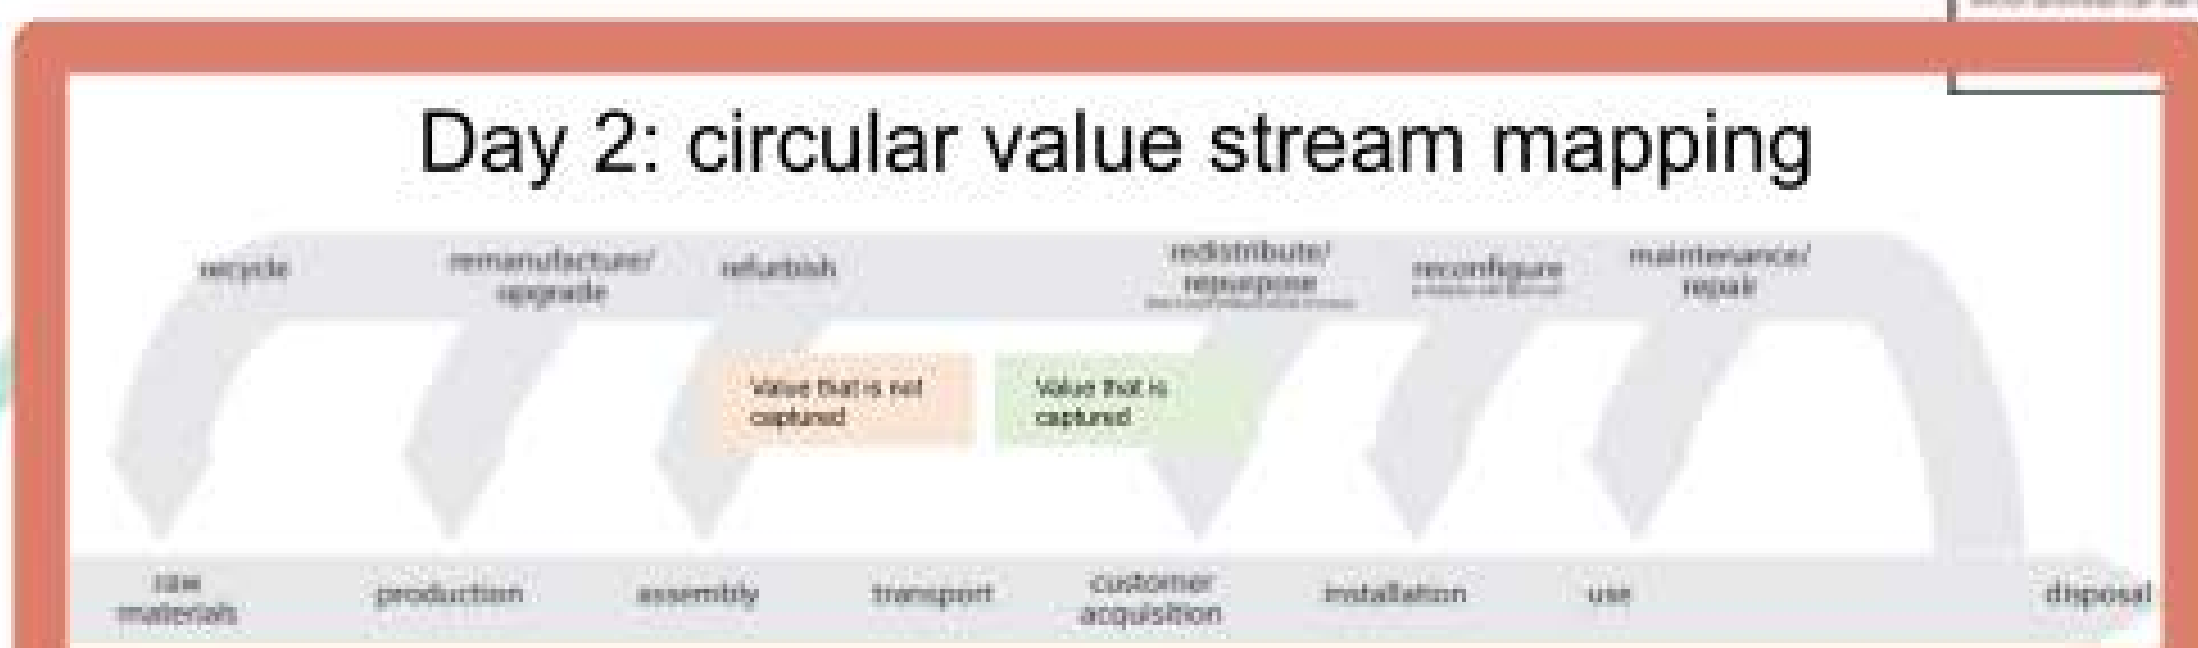 Day 2: circular value stream mapping
recycle
remanufacture/
upgrade
refurbish
redistribute/
repurpose
reconfigure
maintenance/
repair
Value that is not
captured
Value that is
captured
raw
materials
production
assembly
transport
customer
acquisition
installation
use
disposal